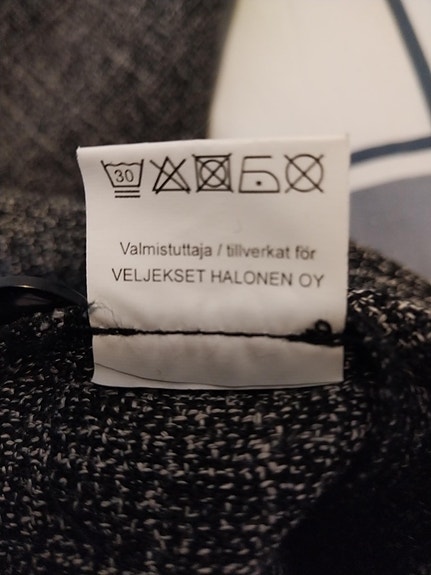 30
Valmistuttaja / tillverkat för
VELJEKSET HALONEN OY